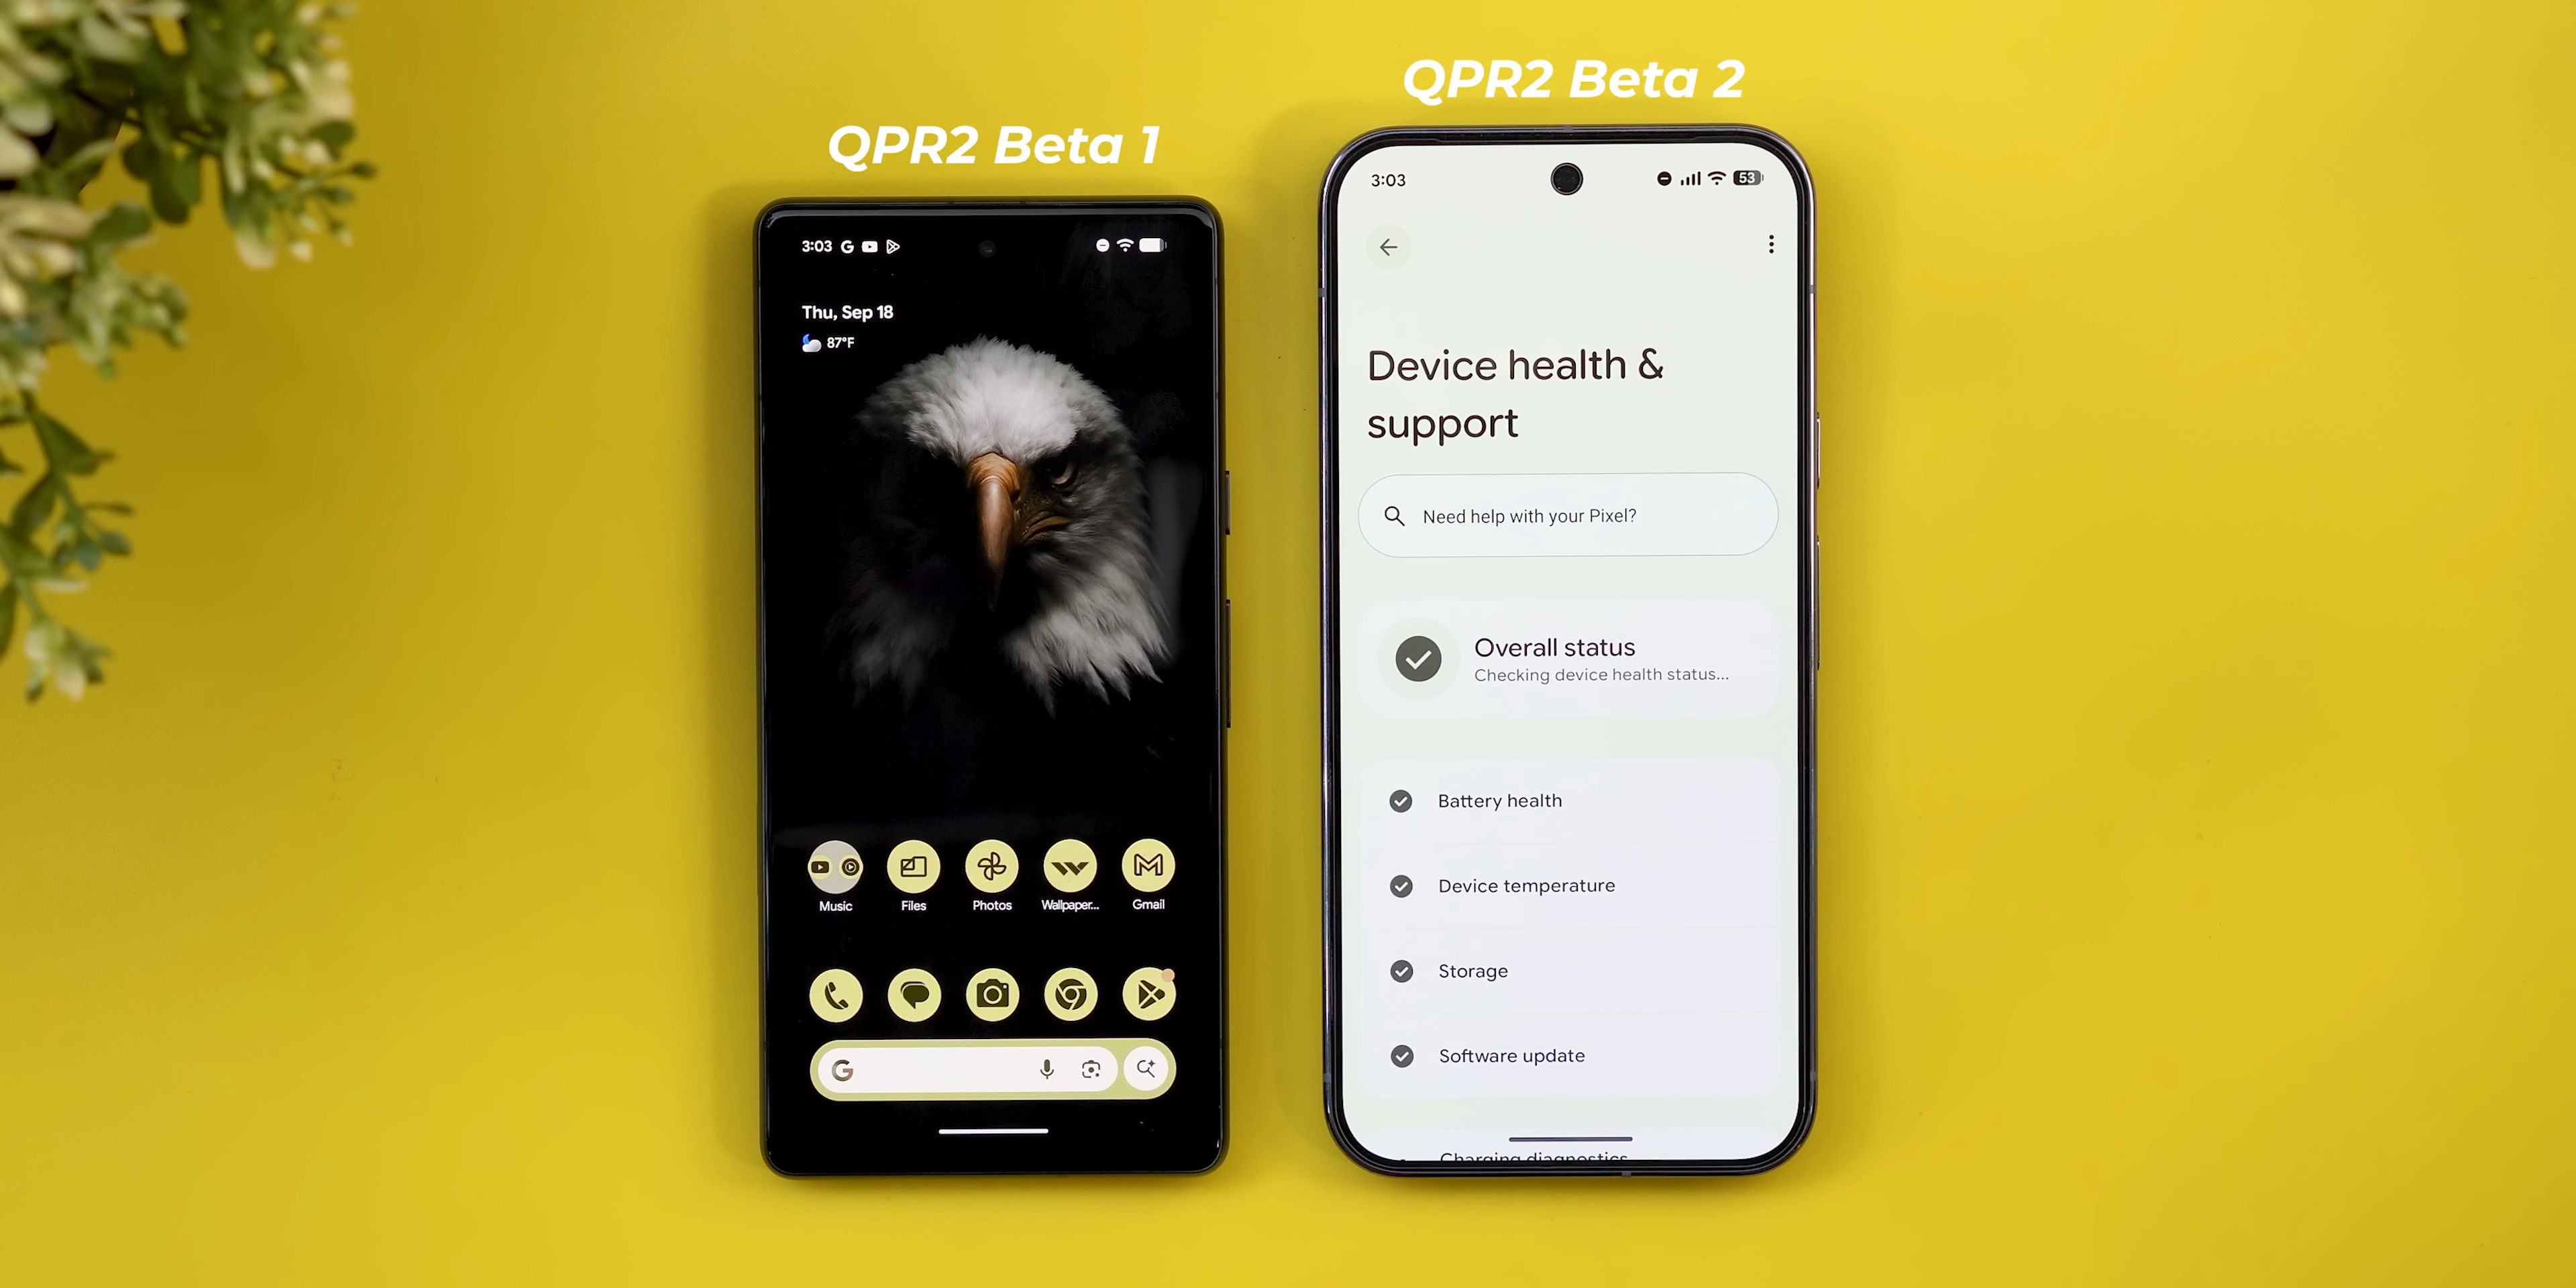 QPR2 Beta 1
3:03
Thu, Sep 18
87°F
Music Files Photos Wallpaper... Gmail
QPR2 Beta 2
3:03 53
Device health &
support
Need help with your Pixel?
Overall status
Checking device health status...
Battery health
Device temperature
Storage
Software update
Charging diagnostics